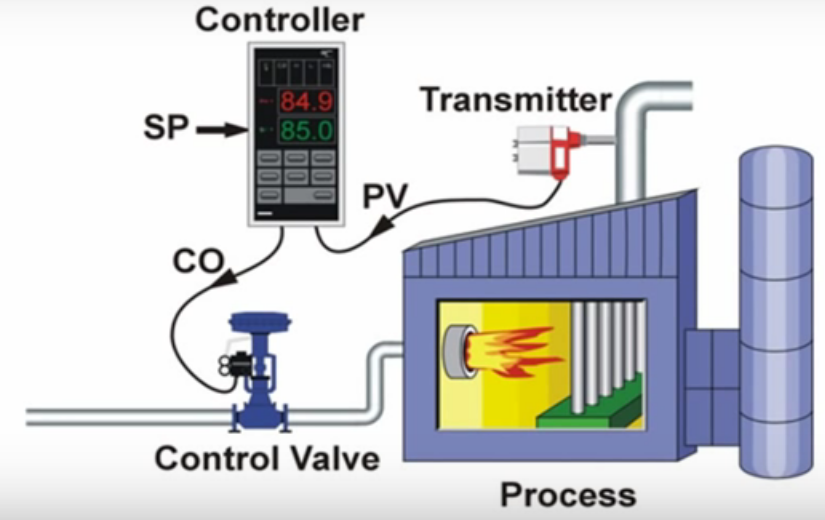 Controller
SP
84.9
85.0
Transmitter
PV
CO
Control Valve
Process